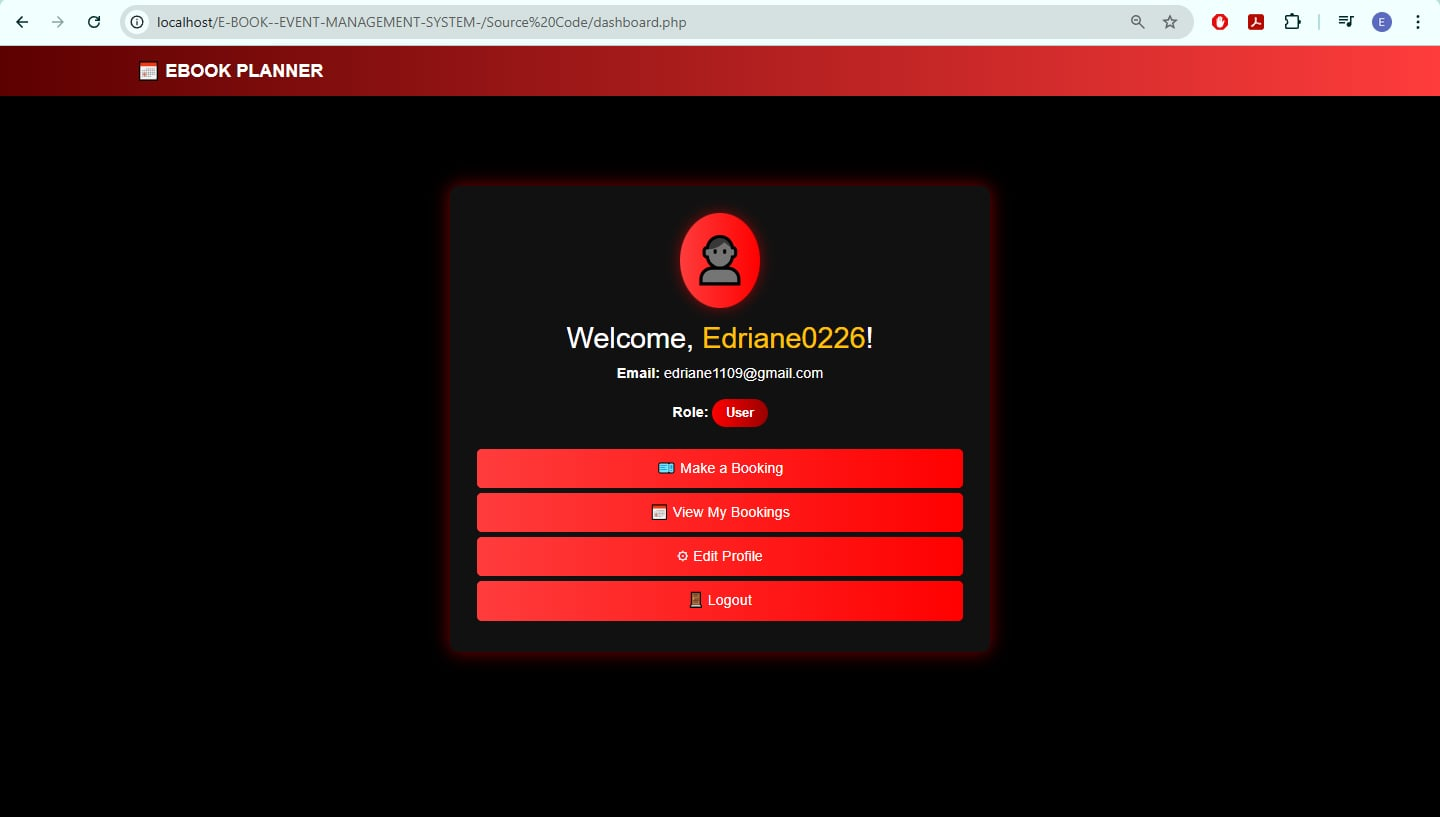 localhost/E-BOOK--EVENT-MANAGEMENT-SYSTEM-/Source%20Code/dashboard.php
E
EBOOK PLANNER
Welcome, Edriane0226!
Email: edriane1109@gmail.com
Role: User
Make a Booking
View My Bookings
Edit Profile
Logout